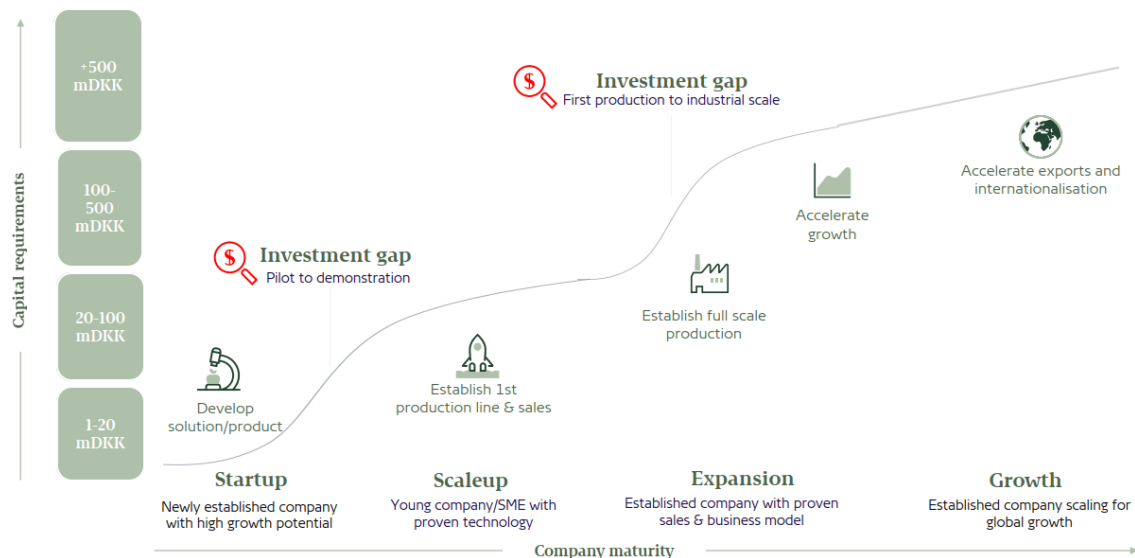 +500
mDKK
100-
500
mDKK
20-100
mDKK
1-20
mDKK
Capital requirements
$
Investment gap
First production to industrial scale
$
Investment gap
Pilot to demonstration
Accelerate exports and
internationalisation
Accelerate
growth
Establish full scale
production
Establish 1st
production line & sales
Develop
solution/product
Startup
Newly established company
with high growth potential
Scaleup
Young company/SME with
proven technology
Expansion
Established company with proven
sales & business model
Growth
Established company scaling for
global growth
Company maturity